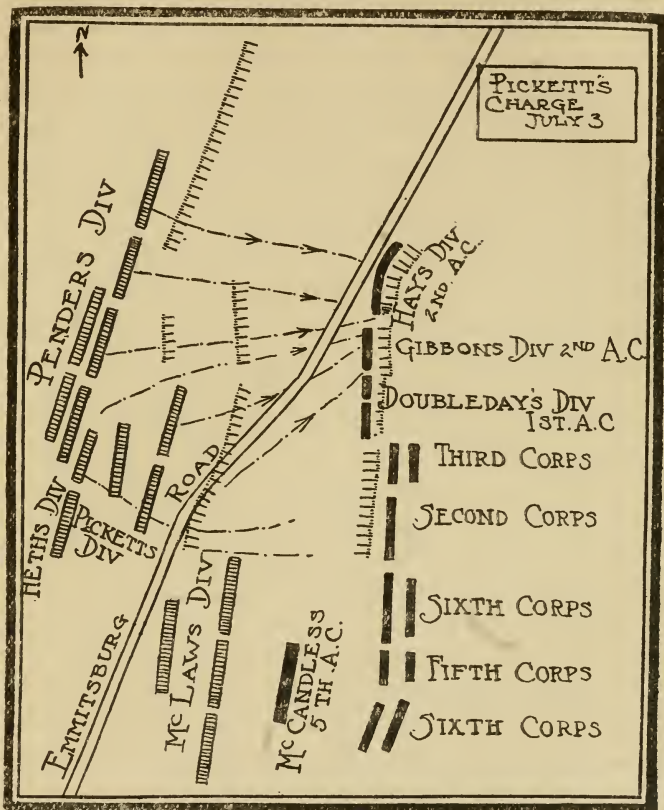 N
PICKETT'S
CHARGE
JULY 3
PENDERS DIV
HAYS DIV
2ND. A.C.
GIBBONS DIV 2ND A.C.
DOUBLEDAY'S DIV
1ST. A.C
THIRD CORPS
ROAD
SECOND CORPS
HETHS DIV
PICKETTS
DIV
SIXTH CORPS
MCLAWS DIV
MCCANDLESS
5TH.A.C.
FIFTH CORPS
EMMITSBURG
SIXTH CORPS